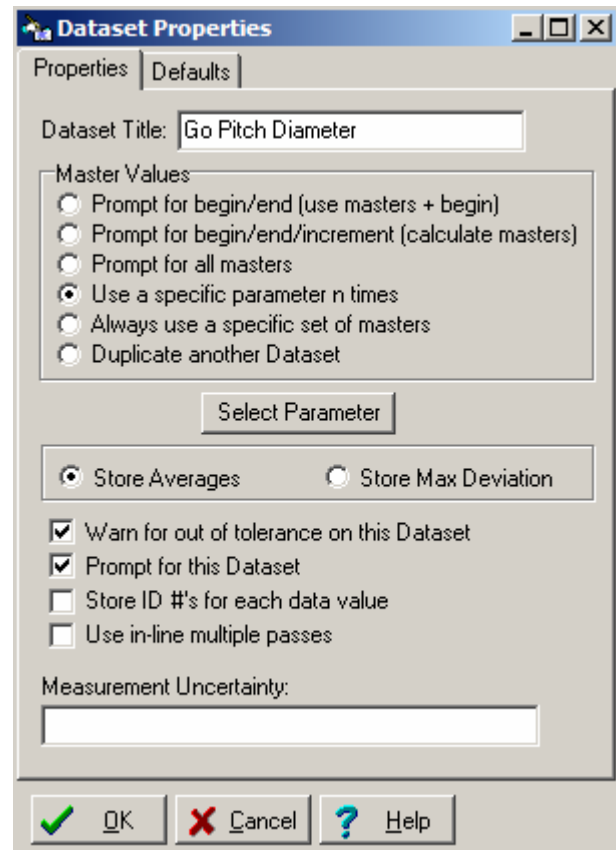 Dataset Properties
Properties Defaults
Dataset Title: Go Pitch Diameter
Master Values
Prompt for begin/end (use masters + begin)
Prompt for begin/end/increment (calculate masters)
Prompt for all masters
Use a specific parameter n times
Always use a specific set of masters
Duplicate another Dataset
Select Parameter
Store Averages Store Max Deviation
Warn for out of tolerance on this Dataset
Prompt for this Dataset
Store ID #'s for each data value
Use in-line multiple passes
Measurement Uncertainty:
OK Cancel Help